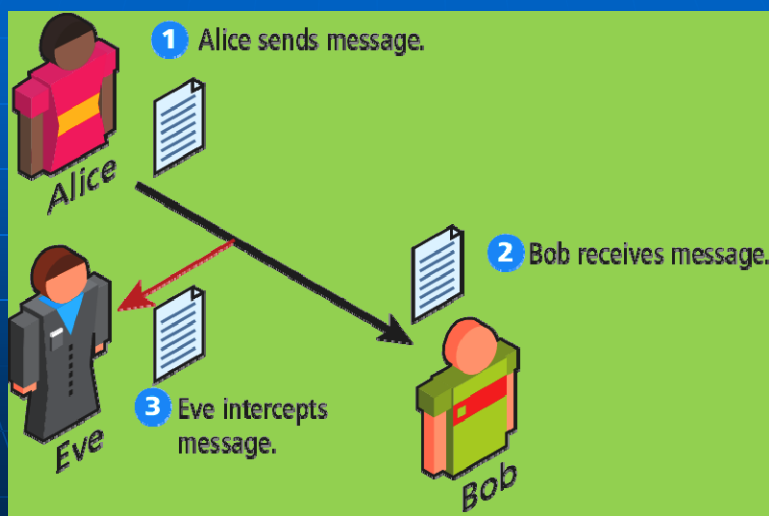 1 Alice sends message.
Alice
2 Bob receives message.
3 Eve intercepts
message.
Eve
Bob